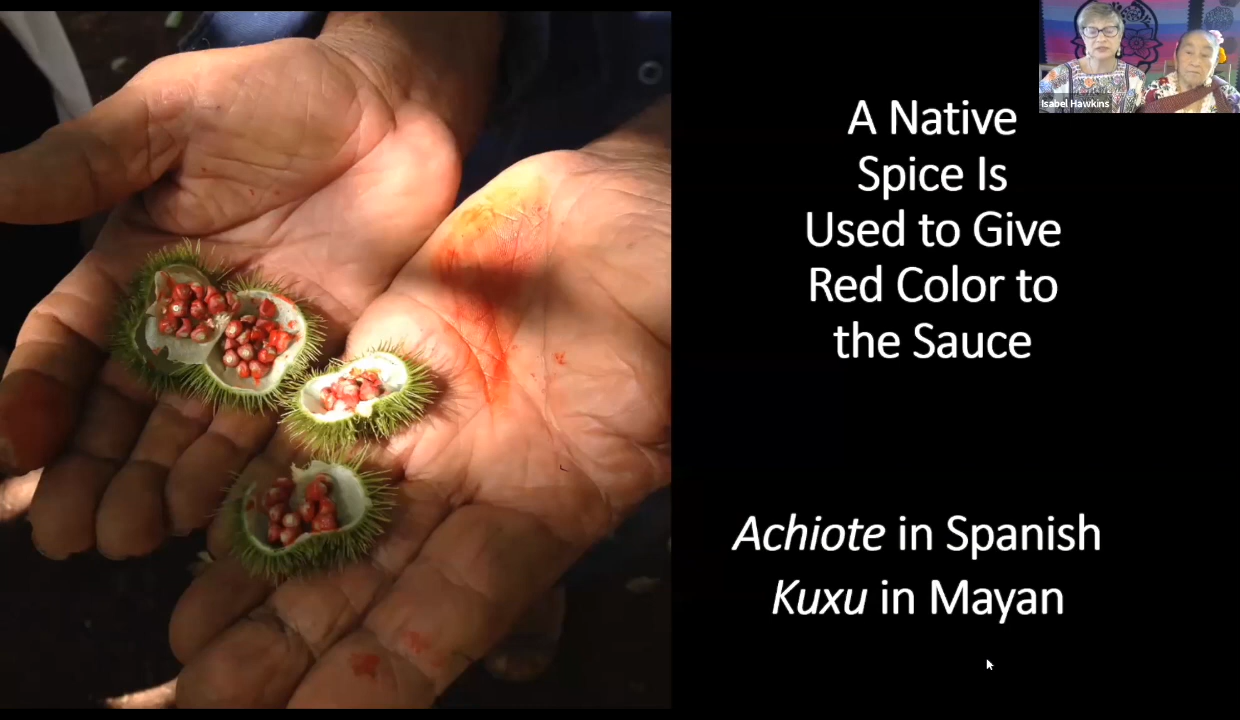 A Native
Spice Is
Used to Give
Red Color to
the Sauce
Achiote in Spanish
Kuxu in Mayan
Isabel Hawkins